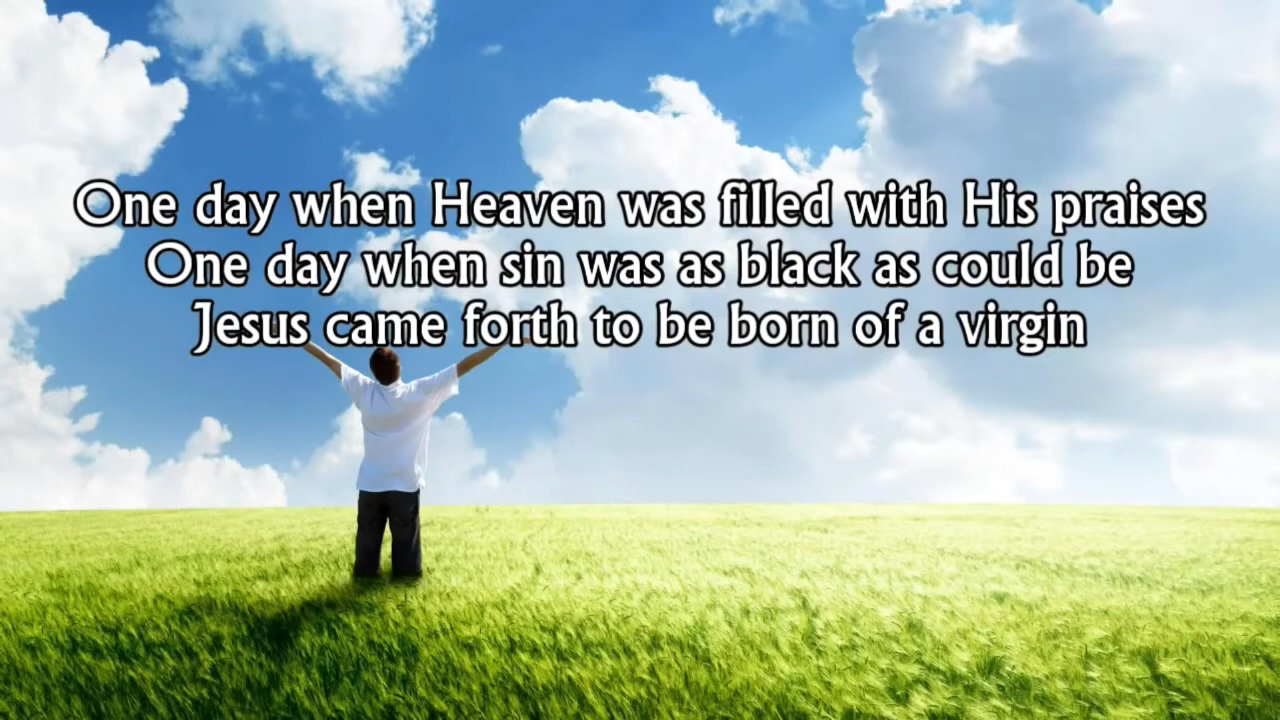 One day when Heaven was filled with His praises
One day when sin was as black as could be
Jesus came forth to be born of a virgin